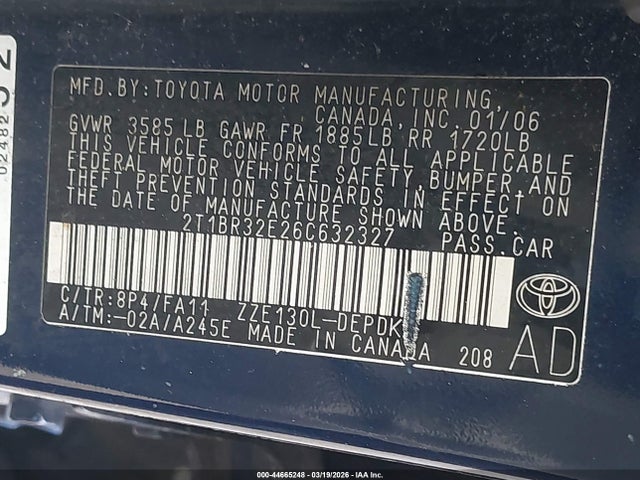 MFD.BY:TOYOTA MOTOR MANUFACTURING,
CANADA, INC. 01/06
GVWR 3585 LB GAWR FR 1885LB RR 1720LB
THIS VEHICLE CONFORMS TO ALL APPLICABLE
FEDERAL MOTOR VEHICLE SAFETY, BUMPER, AND
THEFT PREVENTION STANDARDS IN EFFECT ON
THE DATE OF MANUFACTURE SHOWN ABOVE.
2T1BR32E26C632327 PASS.CAR
C/TR:8P4/FA11 ZZE130L-DEPDK
A/TM:-02A/A245E MADE IN CANADA 208
AD
000-44665248 - 03/19/2026 - IAA Inc.